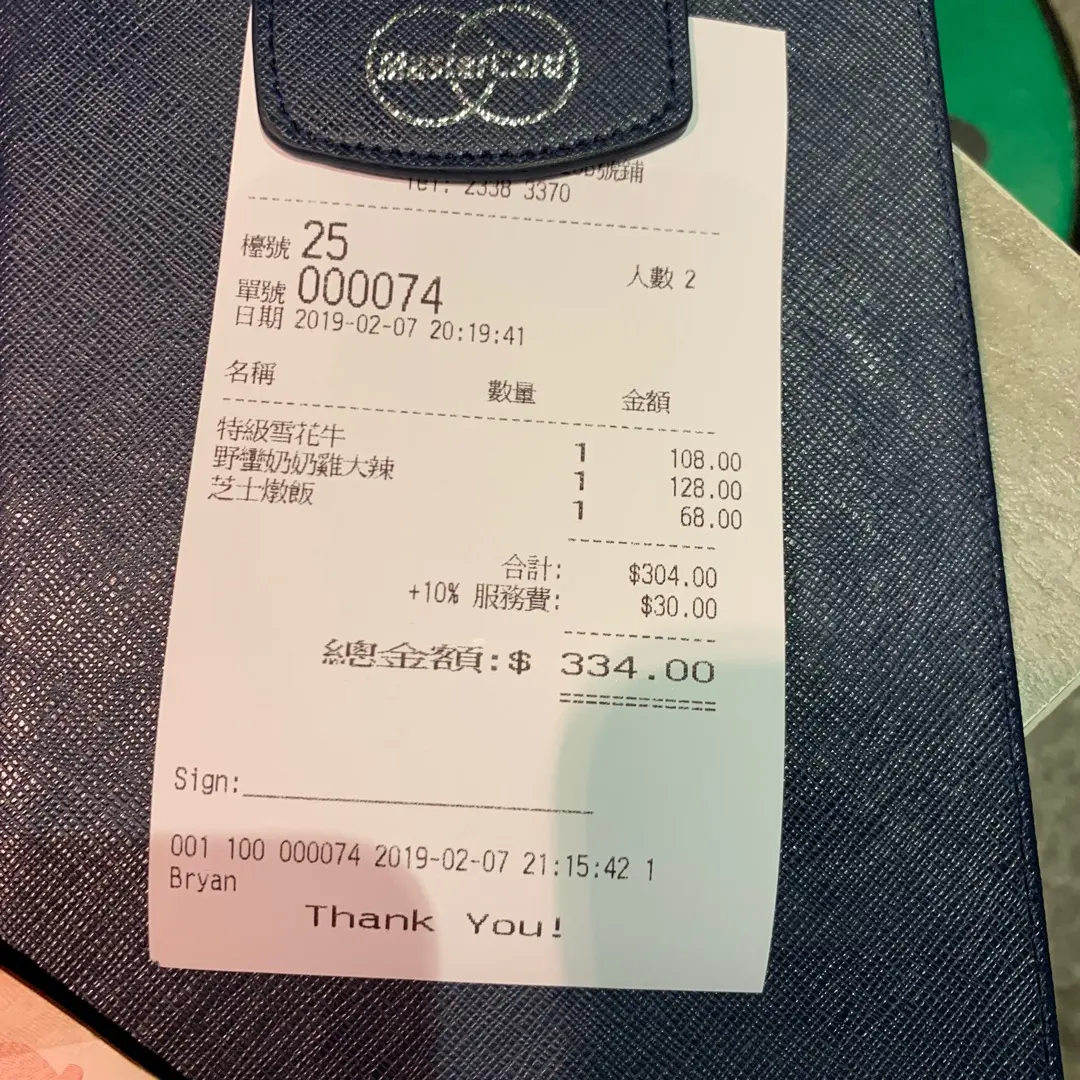 MasterCard
號鋪
Tel: 2338 3370
檯號 25
人數 2
單號 000074
日期 2019-02-07 20:19:41
名稱 數量 金額
特級雪花牛 1 108.00
野蠻奶奶雞大辣 1 128.00
芝士燉飯 1 68.00
合計: $304.00
+10% 服務費: $30.00
總金額:$ 334.00
Sign:
001 100 000074 2019-02-07 21:15:42 1
Bryan
Thank You!